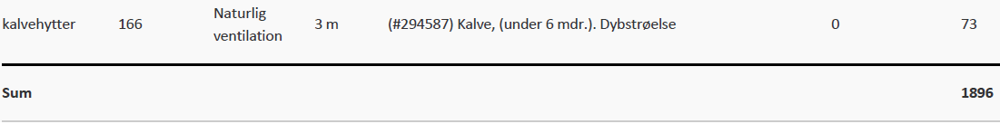 kalvehytter 166 Naturlig ventilation 3 m (#294587) Kalve, (under 6 mdr.). Dybstrøelse 0 73
Sum 1896